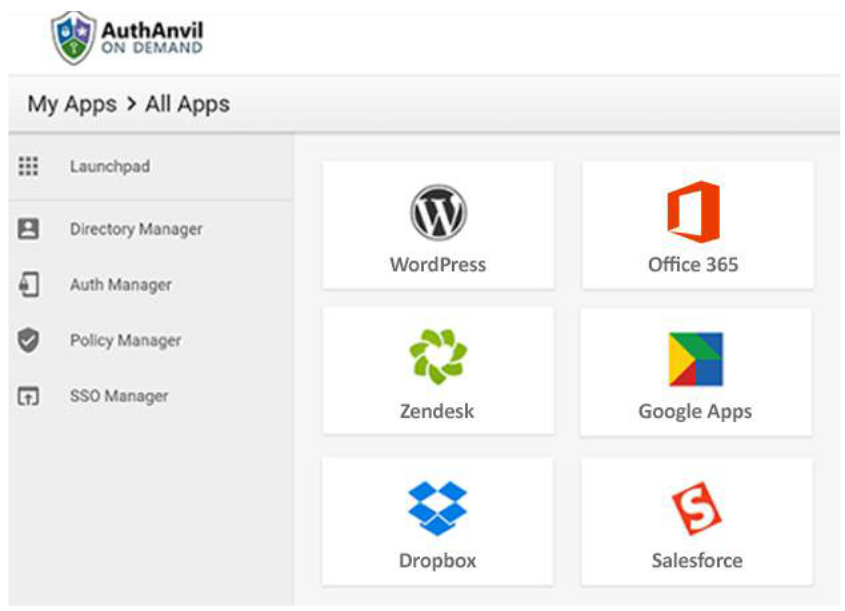 AuthAnvil
ON DEMAND
My Apps > All Apps
Launchpad
Directory Manager
Auth Manager
Policy Manager
SSO Manager
WordPress
Office 365
Zendesk
Google Apps
Dropbox
Salesforce